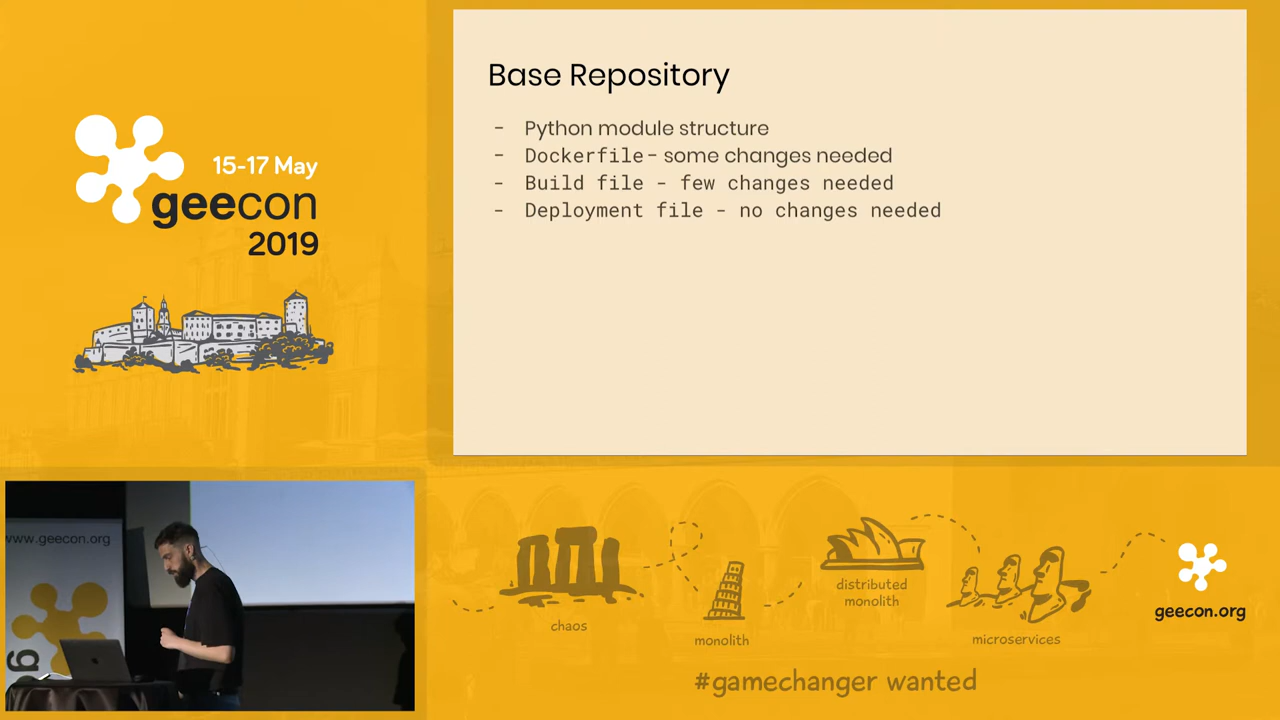 Base Repository
- Python module structure
- Dockerfile - some changes needed
- Build file - few changes needed
- Deployment file - no changes needed
15-17 May
geecon
2019
www.geecon.org
chaos
monolith
distributed
monolith
microservices
geecon.org
#gamechanger wanted